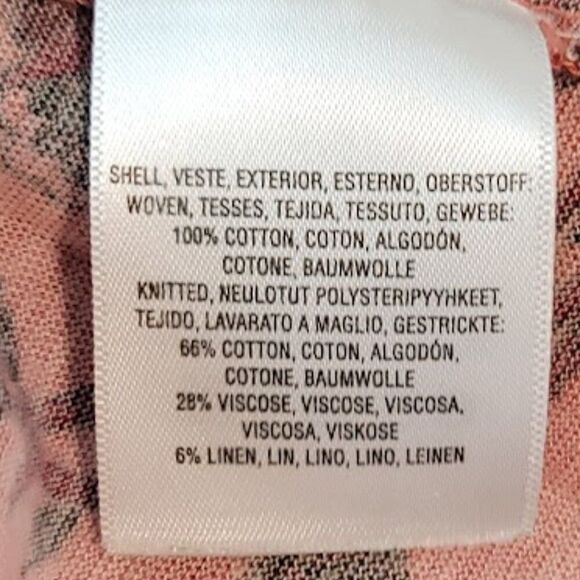 SHELL, VESTE, EXTERIOR, ESTERNO, OBERSTOFF:
WOVEN, TESSES, TEJIDA, TESSUTO, GEWEBE:
100% COTTON, COTON, ALGODÓN,
COTONE, BAUMWOLLE
KNITTED, NEULOTUT POLYSTERIPYYHKEET,
TEJIDO, LAVARATO A MAGLIO, GESTRICKTE:
66% COTTON, COTON, ALGODÓN,
COTONE, BAUMWOLLE
28% VISCOSE, VISCOSE, VISCOSA,
VISCOSA, VISKOSE
6% LINEN, LIN, LINO, LINO, LEINEN